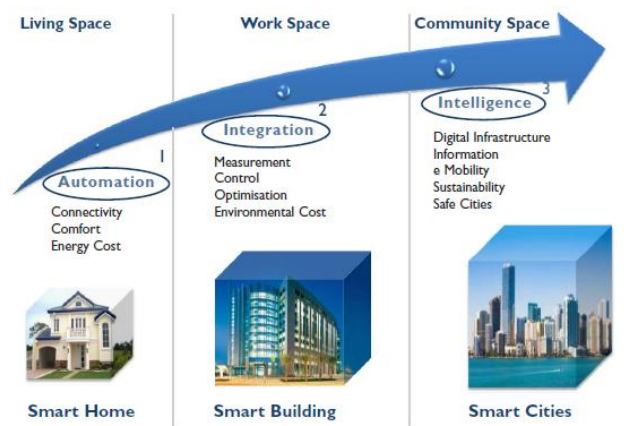 Living Space
Work Space
Community Space
1
Automation
Connectivity
Comfort
Energy Cost
2
Integration
Measurement
Control
Optimisation
Environmental Cost
3
Intelligence
Digital Infrastructure
Information
e Mobility
Sustainability
Safe Cities
Smart Home
Smart Building
Smart Cities